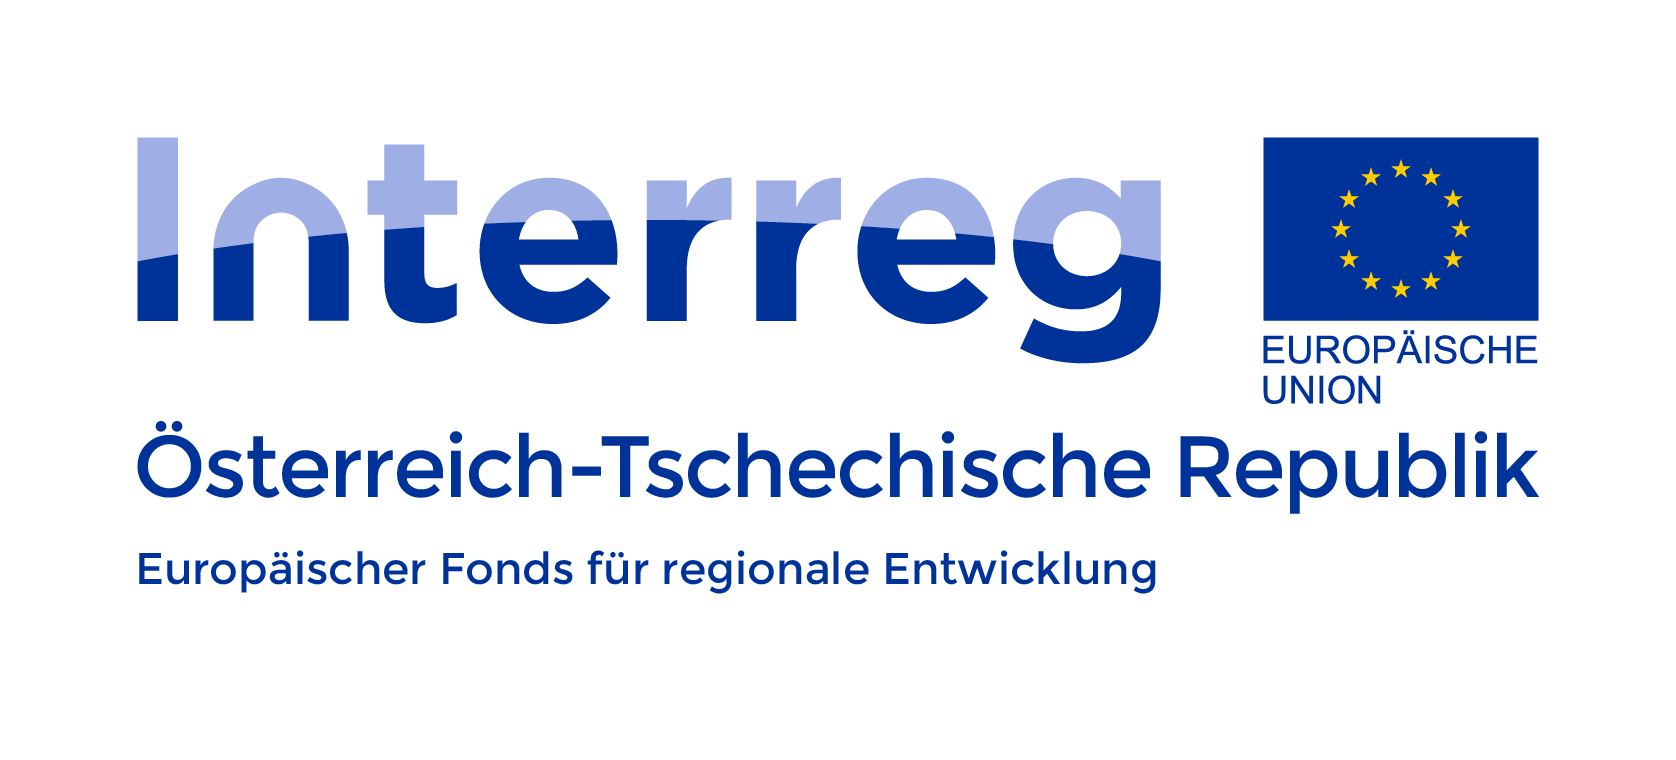 Interreg
EUROPÄISCHE
UNION
Österreich-Tschechische Republik
Europäischer Fonds für regionale Entwicklung